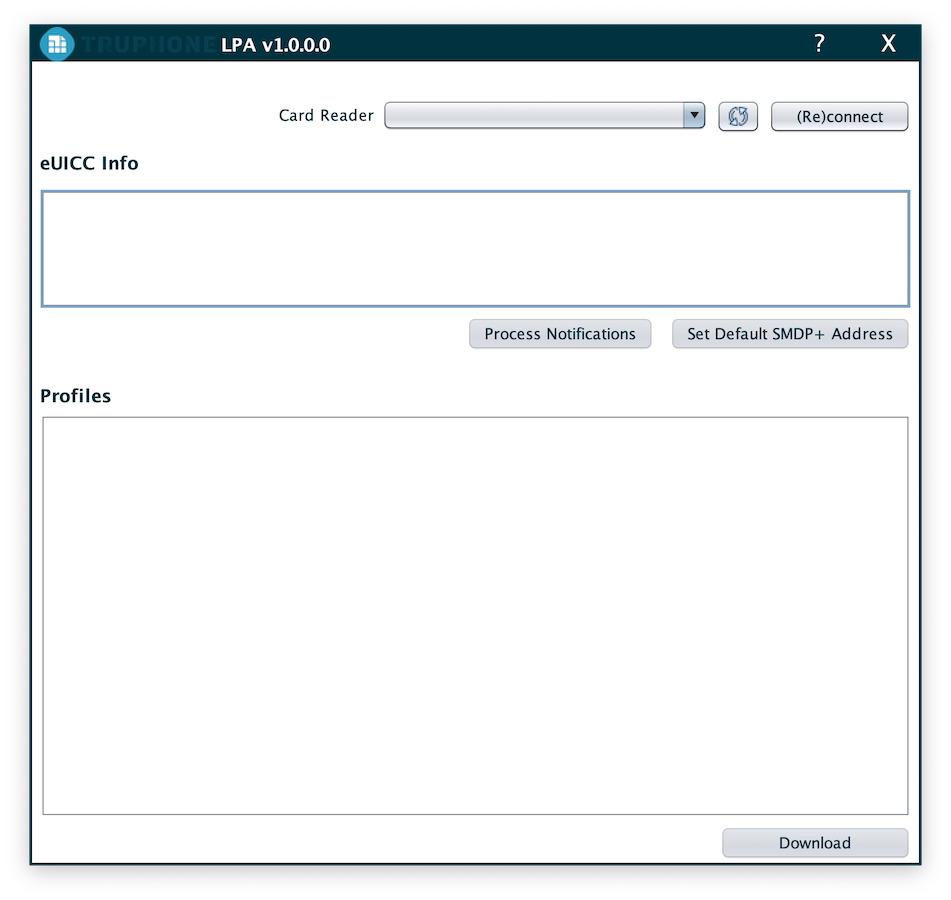 TRUPHONE LPA v1.0.0.0 ? X
Card Reader (Re)connect
eUICC Info
Process Notifications Set Default SMDP+ Address
Profiles
Download